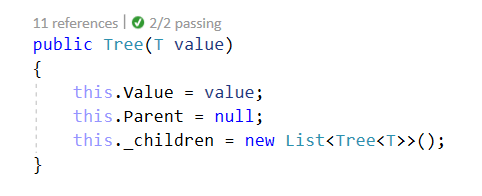 11 references | 2/2 passing
public Tree(T value)
{
    this.Value = value;
    this.Parent = null;
    this._children = new List<Tree<T>>();
}